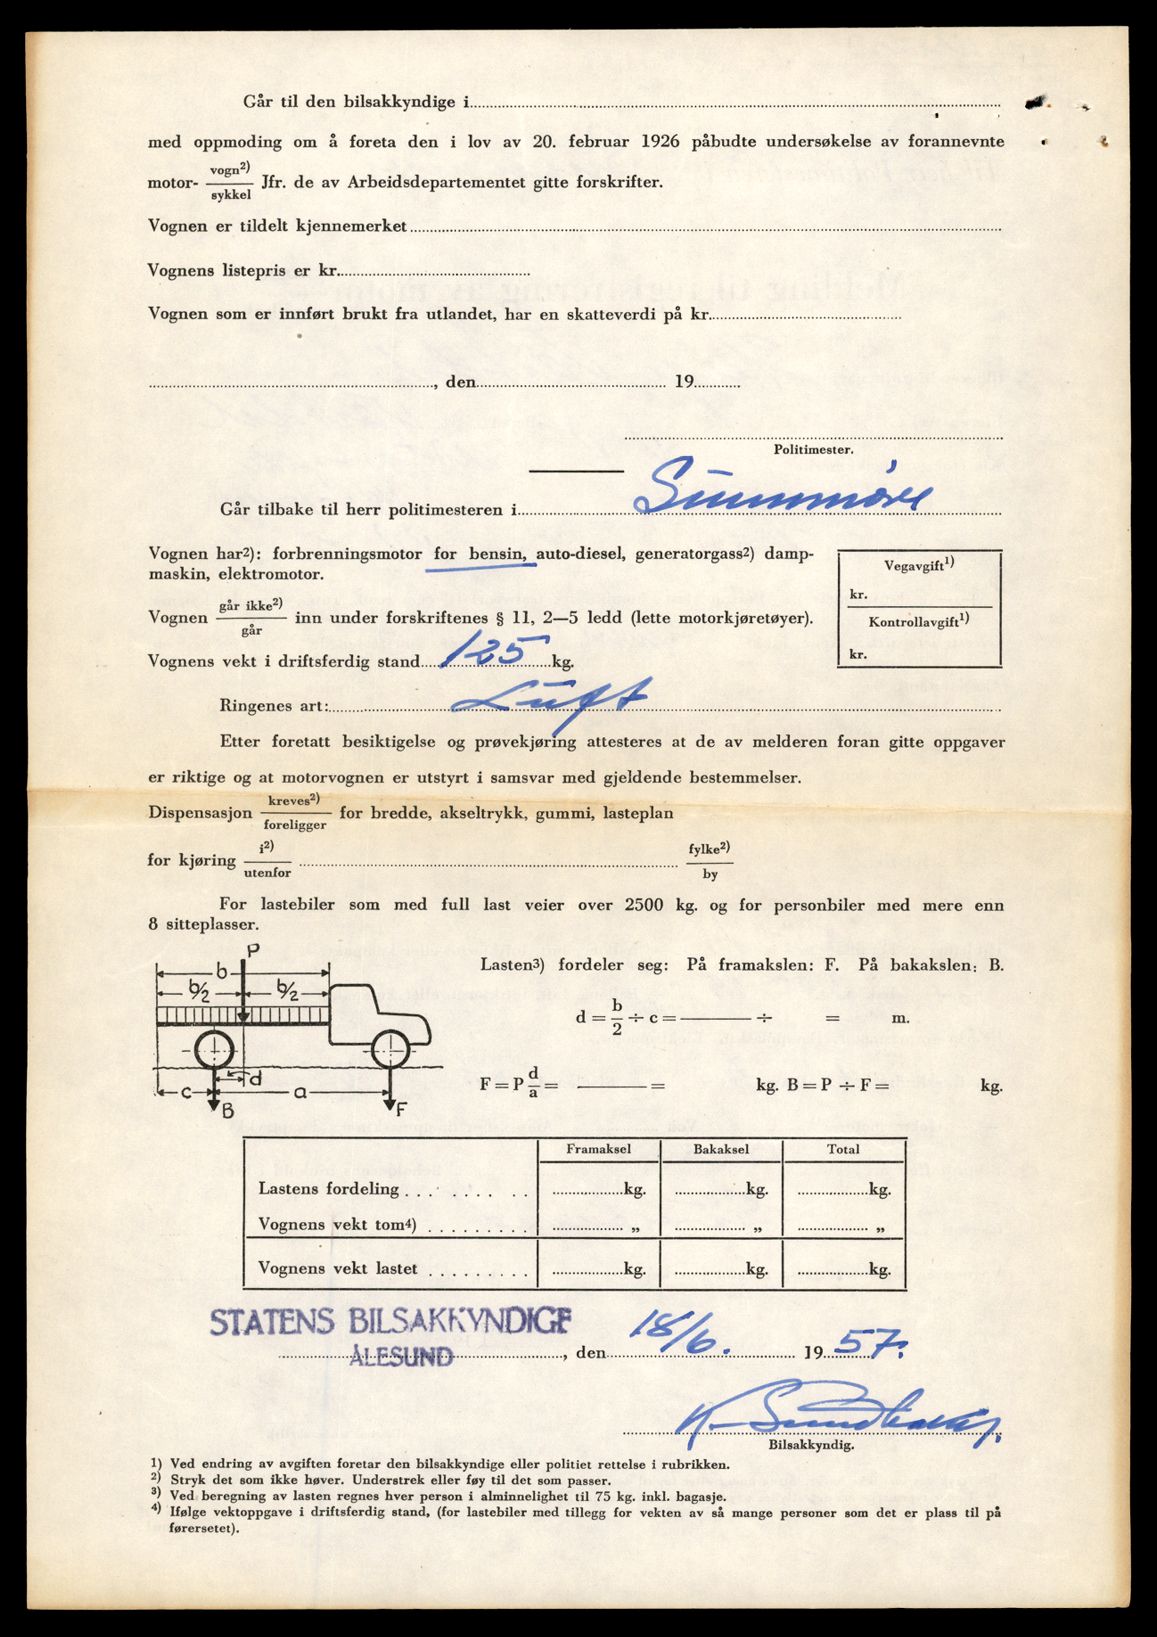 Går til den bilsakkyndige i
med oppmoding om å foreta den i lov av 20. februar 1926 påbudte undersøkelse av forannevnte
motor- vogn2) / sykkel Jfr. de av Arbeidsdepartementet gitte forskrifter.
Vognen er tildelt kjennemerket
Vognens listepris er kr.
Vognen som er innført brukt fra utlandet, har en skatteverdi på kr.
, den 19
Politimester.
Går tilbake til herr politimesteren i Sunnmøre
Vognen har2): forbrenningsmotor for bensin, auto-diesel, generatorgass2) damp-
maskin, elektromotor.
Vegavgift1)
kr.
Kontrollavgift1)
kr.
Vognen går ikke2) / går inn under forskriftenes § 11, 2—5 ledd (lette motorkjøretøyer).
Vognens vekt i driftsferdig stand 125 kg.
Ringenes art: Luft
Etter foretatt besiktigelse og prøvekjøring attesteres at de av melderen foran gitte oppgaver
er riktige og at motorvognen er utstyrt i samsvar med gjeldende bestemmelser.
Dispensasjon kreves2) / foreligger for bredde, akseltrykk, gummi, lasteplan
for kjøring i2) / utenfor fylke2) / by
For lastebiler som med full last veier over 2500 kg. og for personbiler med mere enn
8 sitteplasser.
P
b
b/2 b/2
d
c a
B F
Lasten3) fordeler seg: På framakslen: F. På bakakslen: B.
d = b/2 ÷ c = ——— ÷ = m.
F = P d/a = ——— = kg. B = P ÷ F = kg.
Framaksel Bakaksel Total
Lastens fordeling kg. kg. kg.
Vognens vekt tom4) „ „ „
Vognens vekt lastet kg. kg. kg.
STATENS BILSAKKYNDIGE
ÅLESUND , den 18/6. 19 57.
Bilsakkyndig.
1) Ved endring av avgiften foretar den bilsakkyndige eller politiet rettelse i rubrikken.
2) Stryk det som ikke høver. Understrek eller føy til det som passer.
3) Ved beregning av lasten regnes hver person i alminnelighet til 75 kg. inkl. bagasje.
4) Ifølge vektoppgave i driftsferdig stand, (for lastebiler med tillegg for vekten av så mange personer som det er plass til på
førersetet).